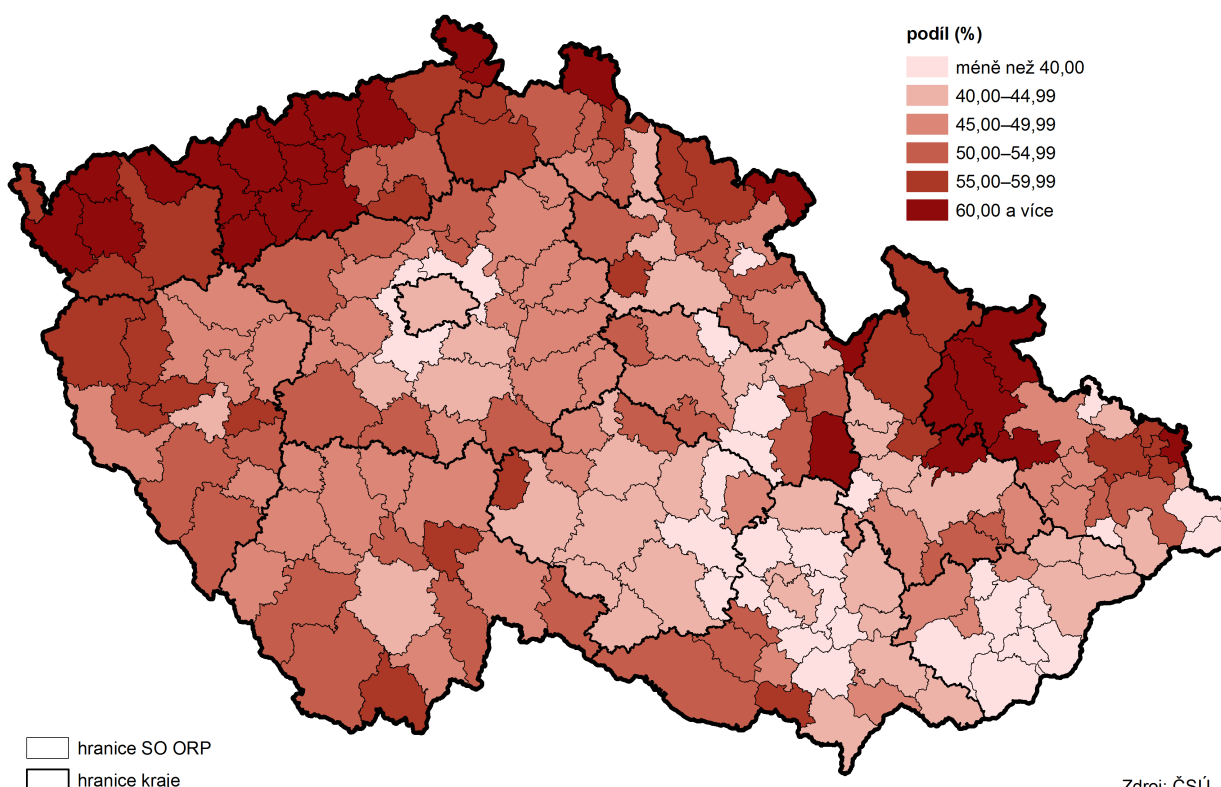 podíl (%)
méně než 40,00
40,00–44,99
45,00–49,99
50,00–54,99
55,00–59,99
60,00 a více
hranice SO ORP
hranice kraje
Zdroj: ČSÚ